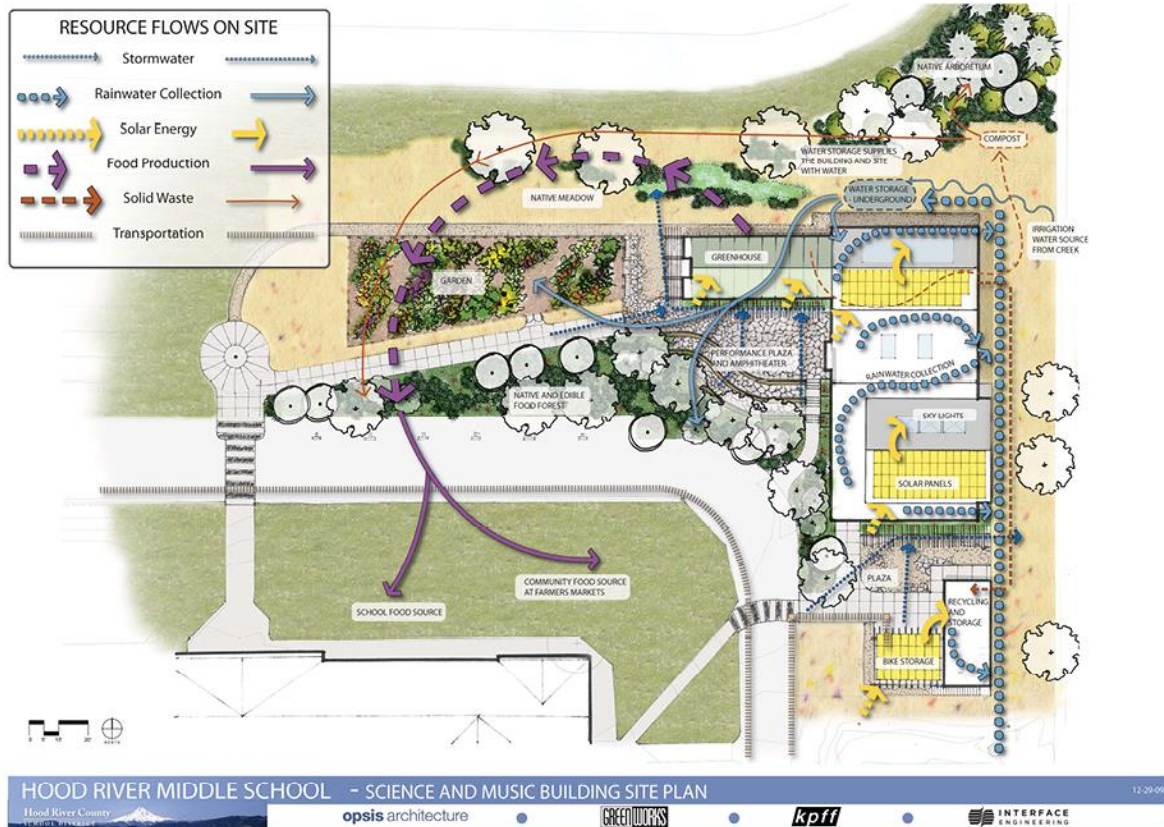 RESOURCE FLOWS ON SITE
Stormwater
Rainwater Collection
Solar Energy
Food Production
Solid Waste
Transportation
NATIVE ARBORETUM
COMPOST
WATER STORAGE SUPPLIES
THE BUILDING AND SITE
WITH WATER
WATER STORAGE
- UNDERGROUND
NATIVE MEADOW
IRRIGATION
WATER SOURCE
FROM CREEK
GREENHOUSE
GARDEN
PERFORMANCE PLAZA
AND AMPHITEATER
RAINWATER COLLECTION
NATIVE AND EDIBLE
FOOD FOREST
SKY LIGHTS
SOLAR PANELS
COMMUNITY FOOD SOURCE
AT FARMERS MARKETS
SCHOOL FOOD SOURCE
PLAZA
RECYCLING
AND
STORAGE
BIKE STORAGE
NORTH
HOOD RIVER MIDDLE SCHOOL - SCIENCE AND MUSIC BUILDING SITE PLAN
12-29-09
Hood River County
SCHOOL DISTRICT
opsis architecture
GREENWORKS
kpff
INTERFACE
ENGINEERING